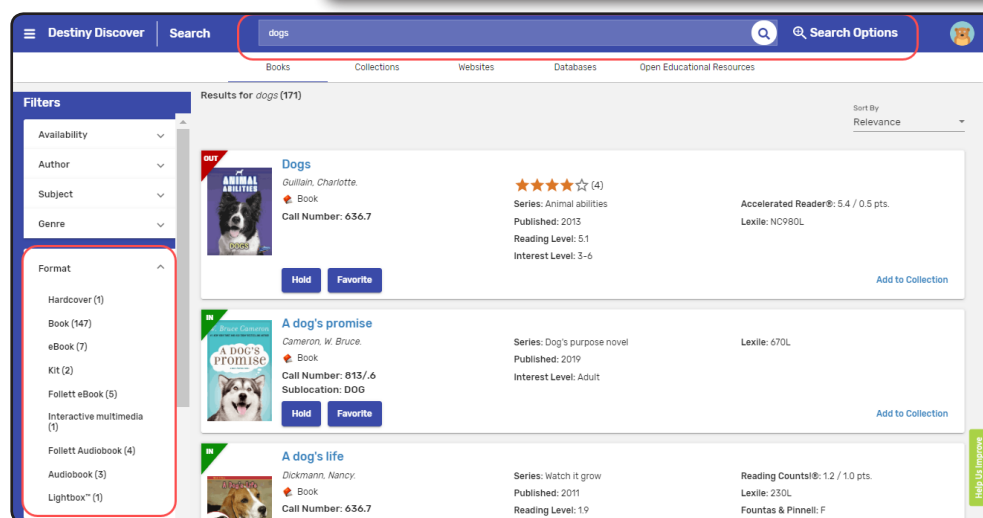 Destiny Discover
Search
dogs
Search Options
Books
Collections
Websites
Databases
Open Educational Resources
Filters
Availability
Author
Subject
Genre
Format
Hardcover (1)
Book (147)
eBook (7)
Kit (2)
Follett eBook (5)
Interactive multimedia
(1)
Follett Audiobook (4)
Audiobook (3)
Lightbox™ (1)
Results for dogs (171)
Sort By
Relevance
OUT
ANIMAL
ABILITIES
DOGS
Dogs
Guillain, Charlotte.
Book
Call Number: 636.7
(4)
Series: Animal abilities
Published: 2013
Reading Level: 5.1
Interest Level: 3-6
Accelerated Reader®: 5.4 / 0.5 pts.
Lexile: NC980L
Hold
Favorite
Add to Collection
IN
Bruce Cameron
A DOG'S
PROMISE
A dog's promise
Cameron, W. Bruce.
Book
Call Number: 813/.6
Sublocation: DOG
Series: Dog's purpose novel
Published: 2019
Interest Level: Adult
Lexile: 670L
Hold
Favorite
Add to Collection
IN
A dog's life
Dickmann, Nancy.
Book
Call Number: 636.7
Series: Watch it grow
Published: 2011
Reading Level: 1.9
Reading Counts!®: 1.2 / 1.0 pts.
Lexile: 230L
Fountas & Pinnell: F
Help Us Improve